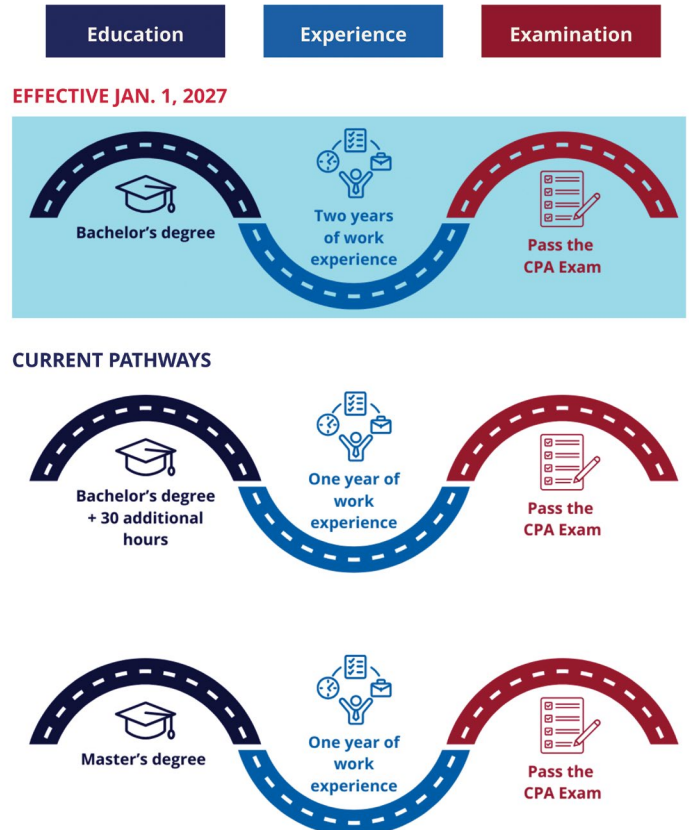 Education
Experience
Examination
EFFECTIVE JAN. 1, 2027
Bachelor’s degree
Two years
of work
experience
Pass the
CPA Exam
CURRENT PATHWAYS
Bachelor’s degree
+ 30 additional
hours
One year of
work
experience
Pass the
CPA Exam
Master’s degree
One year of
work
experience
Pass the
CPA Exam